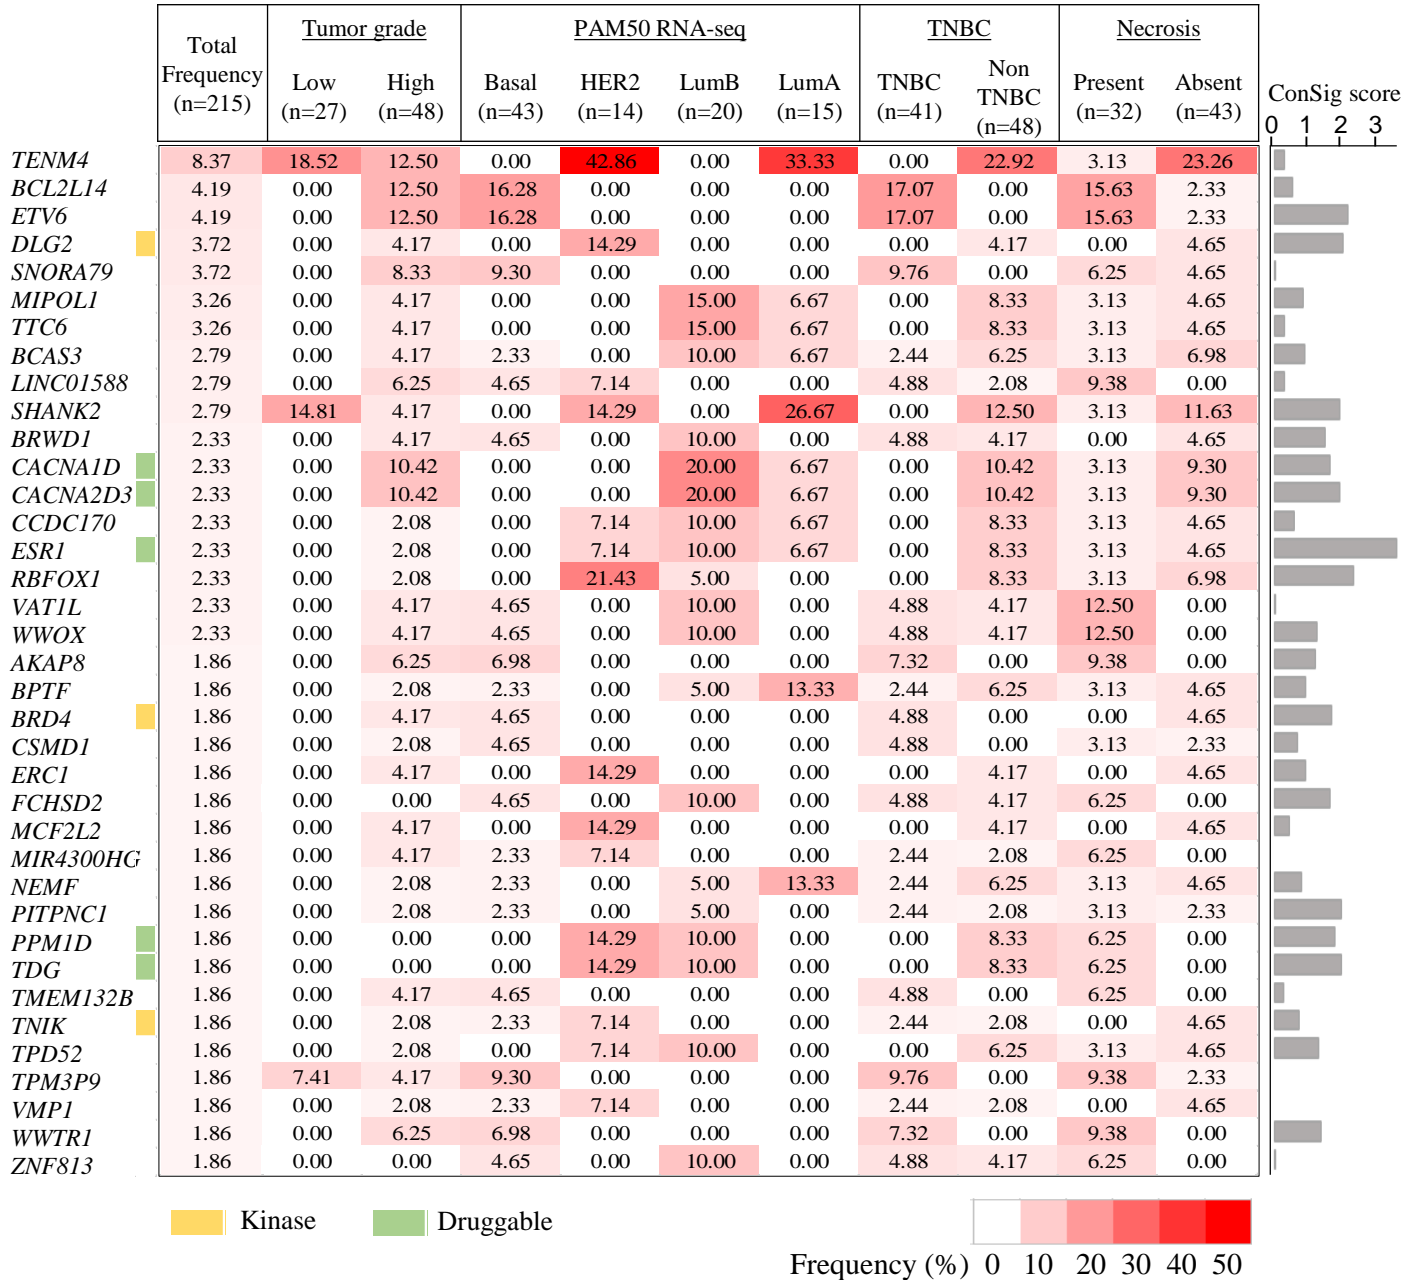 Total Frequency (n=215) Tumor grade PAM50 RNA-seq TNBC Necrosis
Low (n=27) High (n=48) Basal (n=43) HER2 (n=14) LumB (n=20) LumA (n=15) TNBC (n=41) Non TNBC (n=48) Present (n=32) Absent (n=43) ConSig score
0 1 2 3
TENM4 8.37 18.52 12.50 0.00 42.86 0.00 33.33 0.00 22.92 3.13 23.26
BCL2L14 4.19 0.00 12.50 16.28 0.00 0.00 0.00 17.07 0.00 15.63 2.33
ETV6 4.19 0.00 12.50 16.28 0.00 0.00 0.00 17.07 0.00 15.63 2.33
DLG2 3.72 0.00 4.17 0.00 14.29 0.00 0.00 0.00 4.17 0.00 4.65
SNORA79 3.72 0.00 8.33 9.30 0.00 0.00 0.00 9.76 0.00 6.25 4.65
MIPOL1 3.26 0.00 4.17 0.00 0.00 15.00 6.67 0.00 8.33 3.13 4.65
TTC6 3.26 0.00 4.17 0.00 0.00 15.00 6.67 0.00 8.33 3.13 4.65
BCAS3 2.79 0.00 4.17 2.33 0.00 10.00 6.67 2.44 6.25 3.13 6.98
LINC01588 2.79 0.00 6.25 4.65 7.14 0.00 0.00 4.88 2.08 9.38 0.00
SHANK2 2.79 14.81 4.17 0.00 14.29 0.00 26.67 0.00 12.50 3.13 11.63
BRWD1 2.33 0.00 4.17 4.65 0.00 10.00 0.00 4.88 4.17 0.00 4.65
CACNA1D 2.33 0.00 10.42 0.00 0.00 20.00 6.67 0.00 10.42 3.13 9.30
CACNA2D3 2.33 0.00 10.42 0.00 0.00 20.00 6.67 0.00 10.42 3.13 9.30
CCDC170 2.33 0.00 2.08 0.00 7.14 10.00 6.67 0.00 8.33 3.13 4.65
ESR1 2.33 0.00 2.08 0.00 7.14 10.00 6.67 0.00 8.33 3.13 4.65
RBFOX1 2.33 0.00 2.08 0.00 21.43 5.00 0.00 0.00 8.33 3.13 6.98
VAT1L 2.33 0.00 4.17 4.65 0.00 10.00 0.00 4.88 4.17 12.50 0.00
WWOX 2.33 0.00 4.17 4.65 0.00 10.00 0.00 4.88 4.17 12.50 0.00
AKAP8 1.86 0.00 6.25 6.98 0.00 0.00 0.00 7.32 0.00 9.38 0.00
BPTF 1.86 0.00 2.08 2.33 0.00 5.00 13.33 2.44 6.25 3.13 4.65
BRD4 1.86 0.00 4.17 4.65 0.00 0.00 0.00 4.88 0.00 0.00 4.65
CSMD1 1.86 0.00 2.08 4.65 0.00 0.00 0.00 4.88 0.00 3.13 2.33
ERC1 1.86 0.00 4.17 0.00 14.29 0.00 0.00 0.00 4.17 0.00 4.65
FCHSD2 1.86 0.00 0.00 4.65 0.00 10.00 0.00 4.88 4.17 6.25 0.00
MCF2L2 1.86 0.00 4.17 0.00 14.29 0.00 0.00 0.00 4.17 0.00 4.65
MIR4300HG 1.86 0.00 4.17 2.33 7.14 0.00 0.00 2.44 2.08 6.25 0.00
NEMF 1.86 0.00 2.08 2.33 0.00 5.00 13.33 2.44 6.25 3.13 4.65
PITPNC1 1.86 0.00 2.08 2.33 0.00 5.00 0.00 2.44 2.08 3.13 2.33
PPM1D 1.86 0.00 0.00 0.00 14.29 10.00 0.00 0.00 8.33 6.25 0.00
TDG 1.86 0.00 0.00 0.00 14.29 10.00 0.00 0.00 8.33 6.25 0.00
TMEM132B 1.86 0.00 4.17 4.65 0.00 0.00 0.00 4.88 0.00 6.25 0.00
TNIK 1.86 0.00 2.08 2.33 7.14 0.00 0.00 2.44 2.08 0.00 4.65
TPD52 1.86 0.00 2.08 0.00 7.14 10.00 0.00 0.00 6.25 3.13 4.65
TPM3P9 1.86 7.41 4.17 9.30 0.00 0.00 0.00 9.76 0.00 9.38 2.33
VMP1 1.86 0.00 2.08 2.33 7.14 0.00 0.00 2.44 2.08 0.00 4.65
WWTR1 1.86 0.00 6.25 6.98 0.00 0.00 0.00 7.32 0.00 9.38 0.00
ZNF813 1.86 0.00 0.00 4.65 0.00 10.00 0.00 4.88 4.17 6.25 0.00
Kinase Druggable
Frequency (%) 0 10 20 30 40 50